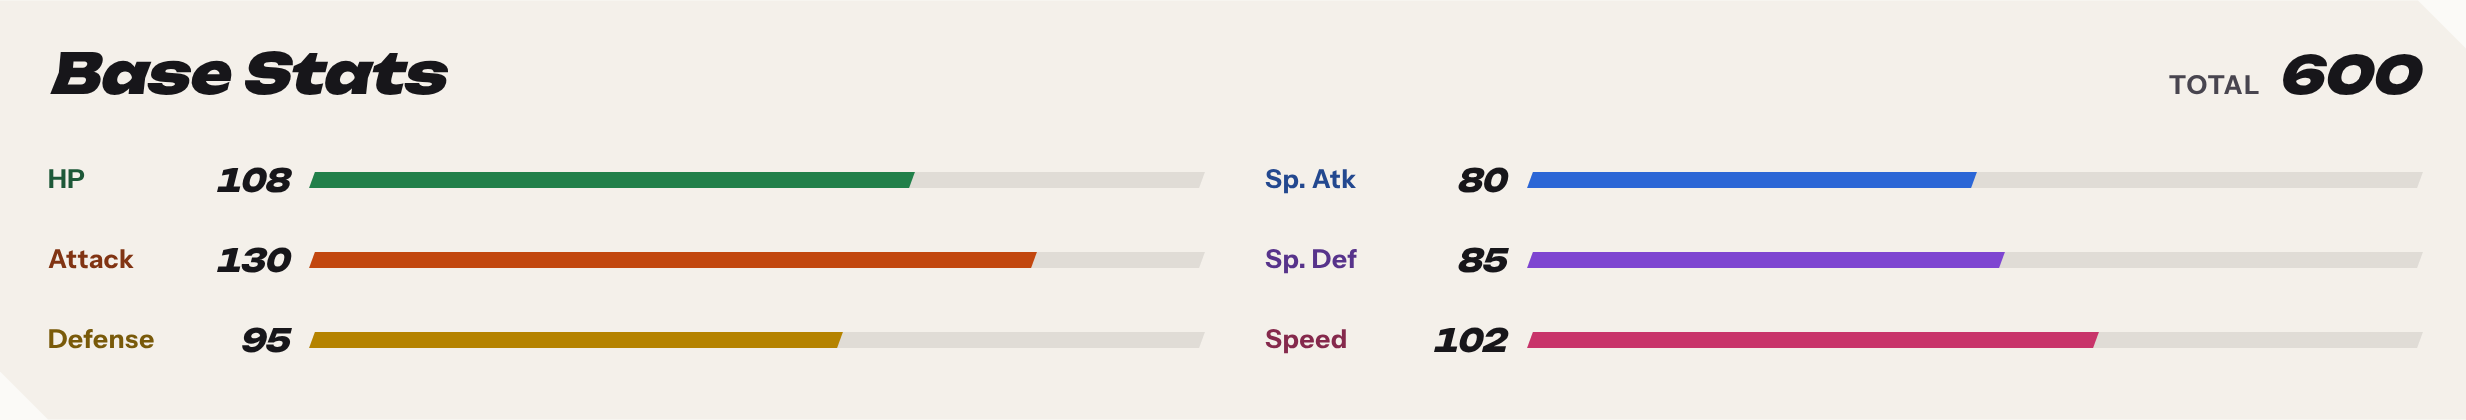 Base Stats
TOTAL 600
HP 108
Attack 130
Defense 95
Sp. Atk 80
Sp. Def 85
Speed 102